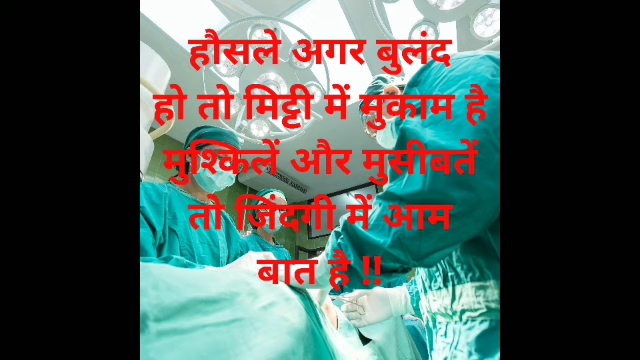 हौसले अगर बुलंद
हो तो मिट्टी में मुकाम है
मुश्किलें और मुसीबतें
तो जिंदगी में आम
बात है !!